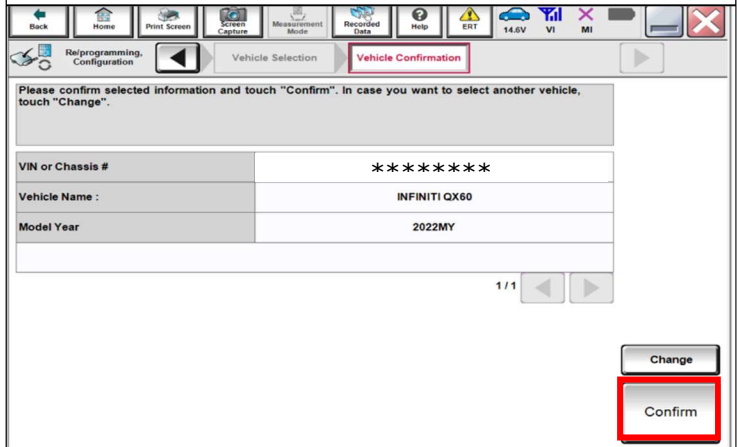 Back
Home
Print Screen
Screen
Capture
Measurement
Mode
Recorded
Data
Help
ERT
14.6V
VI
MI
Re/programming,
Configuration
Vehicle Selection
Vehicle Confirmation
Please confirm selected information and touch "Confirm". In case you want to select another vehicle,
touch "Change".
VIN or Chassis #
********
Vehicle Name :
INFINITI QX60
Model Year
2022MY
1/1
Change
Confirm